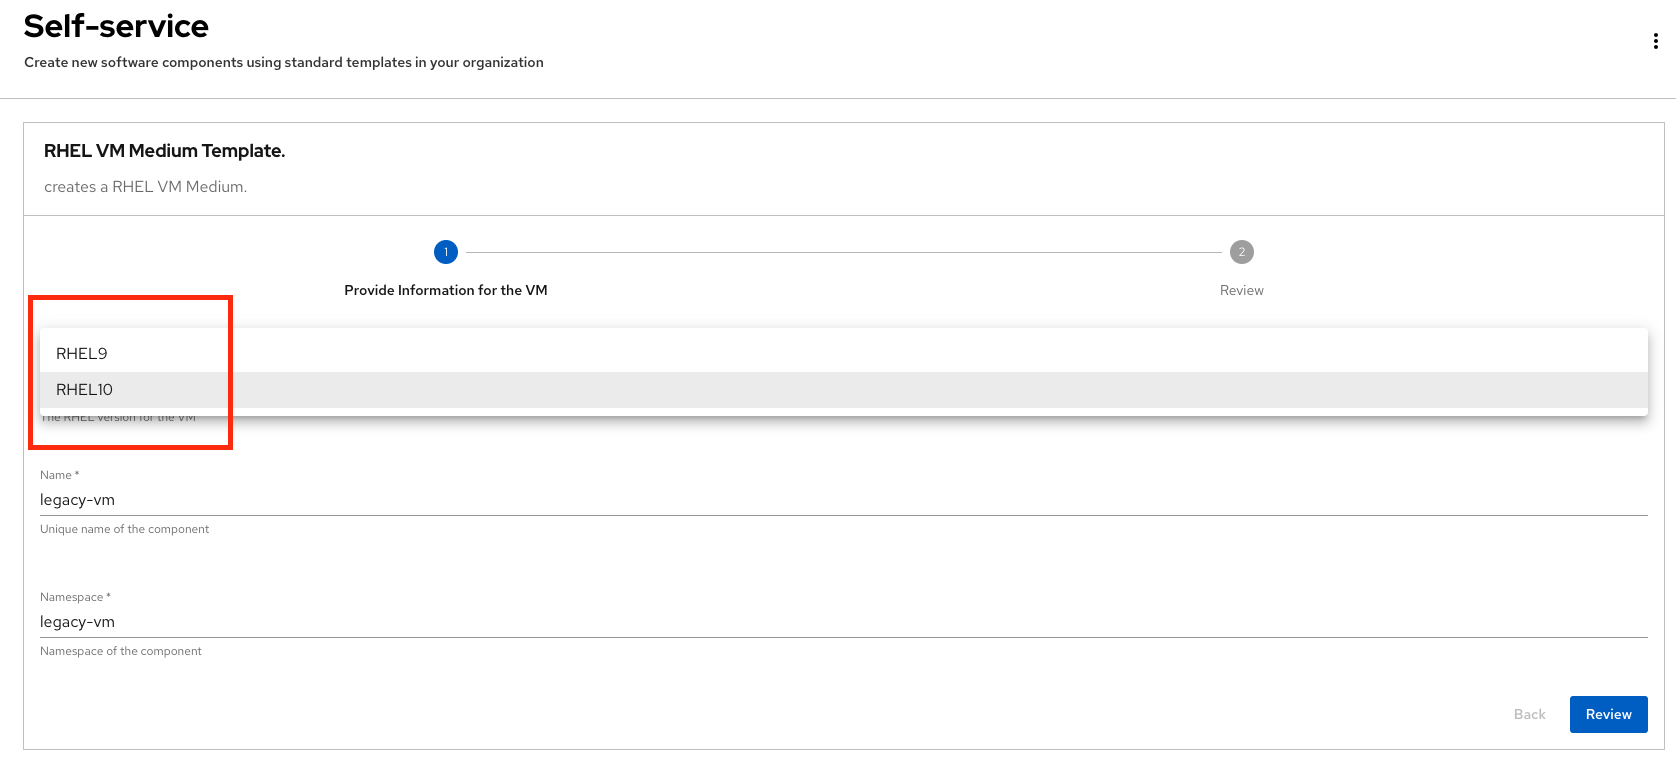 Self-service
Create new software components using standard templates in your organization
RHEL VM Medium Template.
creates a RHEL VM Medium.
1
2
Provide Information for the VM
Review
RHEL9
RHEL10
The RHEL version for the VM
Name *
legacy-vm
Unique name of the component
Namespace *
legacy-vm
Namespace of the component
Back
Review